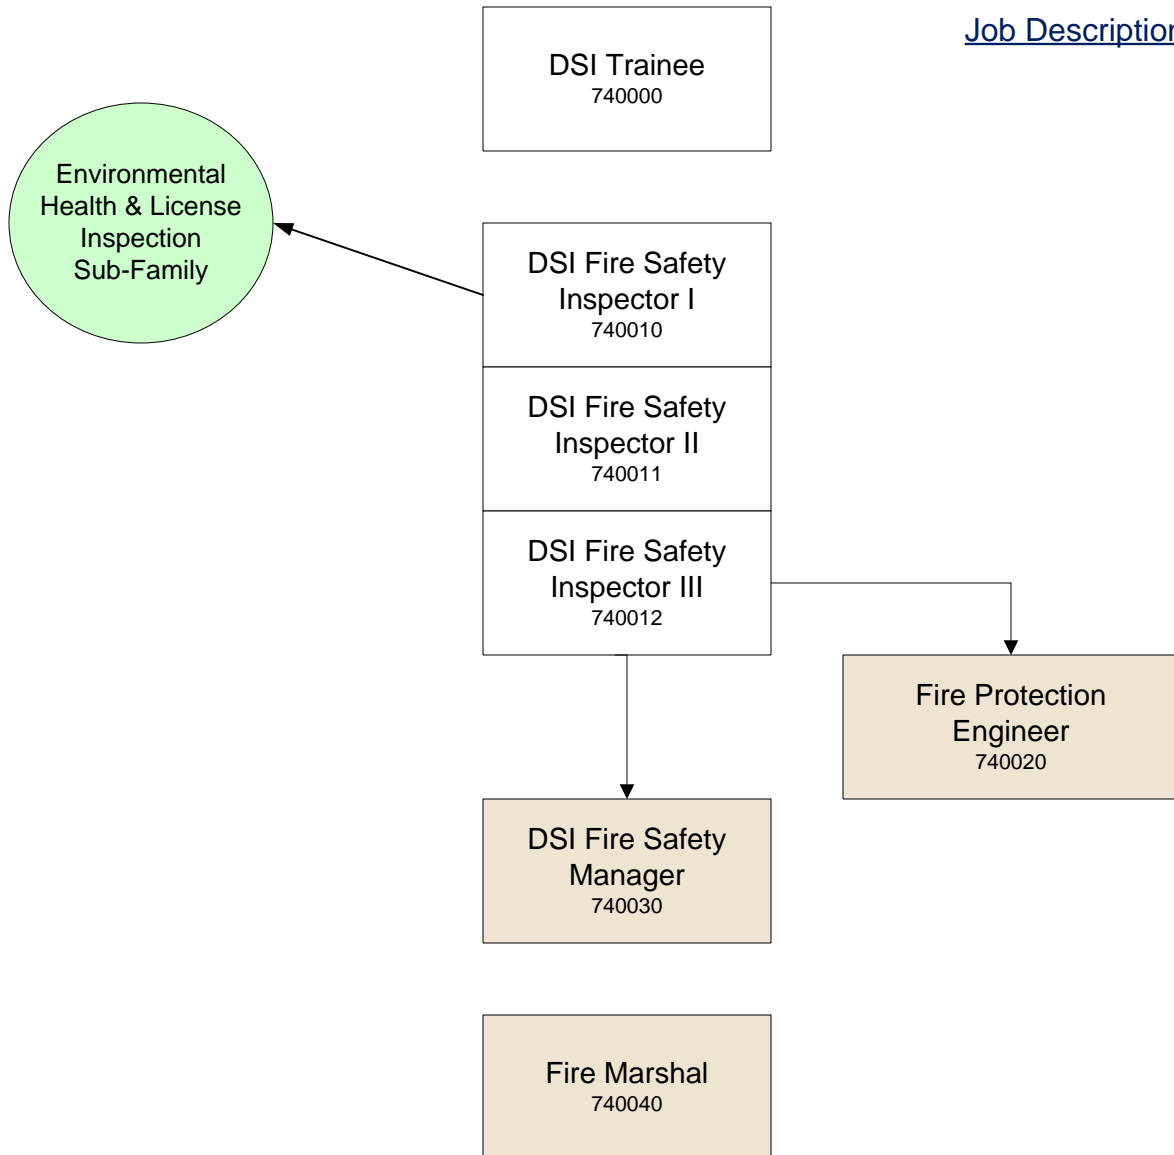 Job Description
DSI Trainee
740000
Environmental
Health & License
Inspection
Sub-Family
DSI Fire Safety
Inspector I
740010
DSI Fire Safety
Inspector II
740011
DSI Fire Safety
Inspector III
740012
Fire Protection
Engineer
740020
DSI Fire Safety
Manager
740030
Fire Marshal
740040